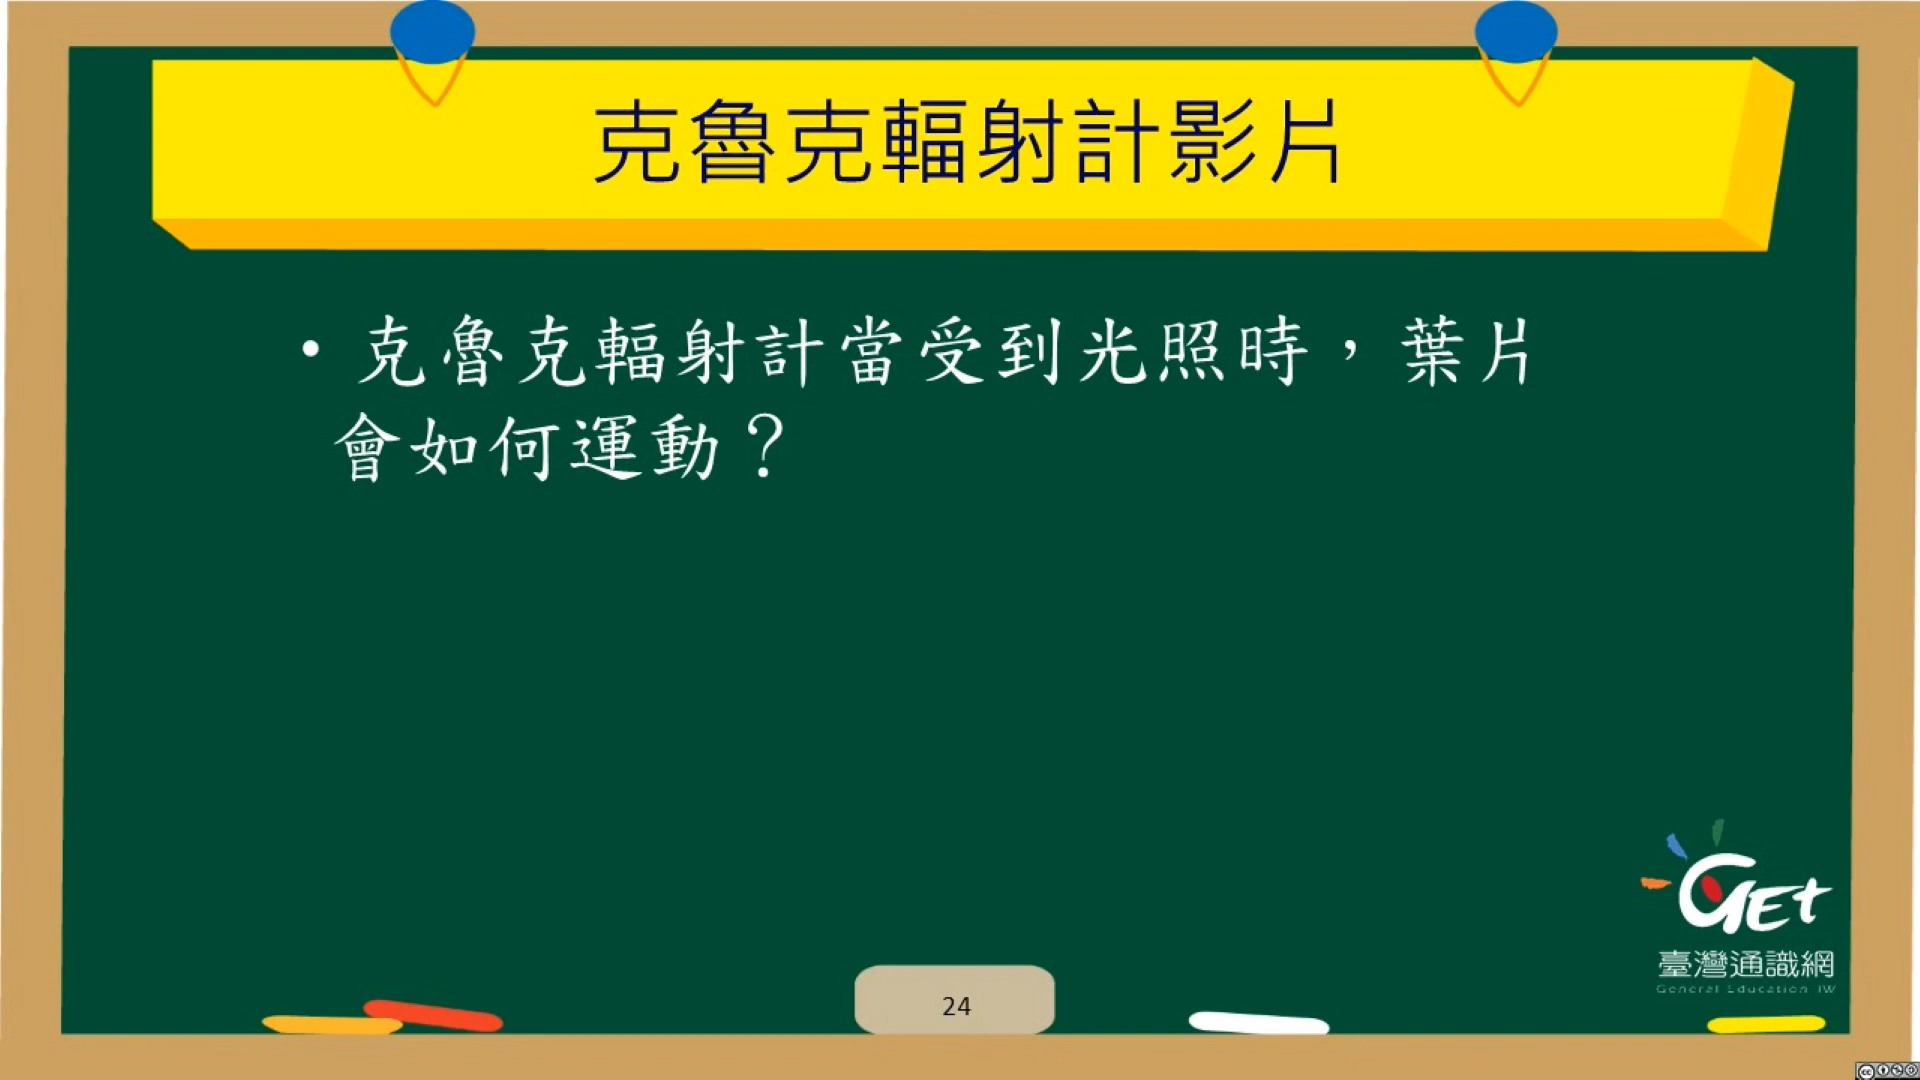 克魯克輻射計影片
• 克魯克輻射計當受到光照時，葉片
會如何運動？
GET
臺灣通識網
General Education TW
24